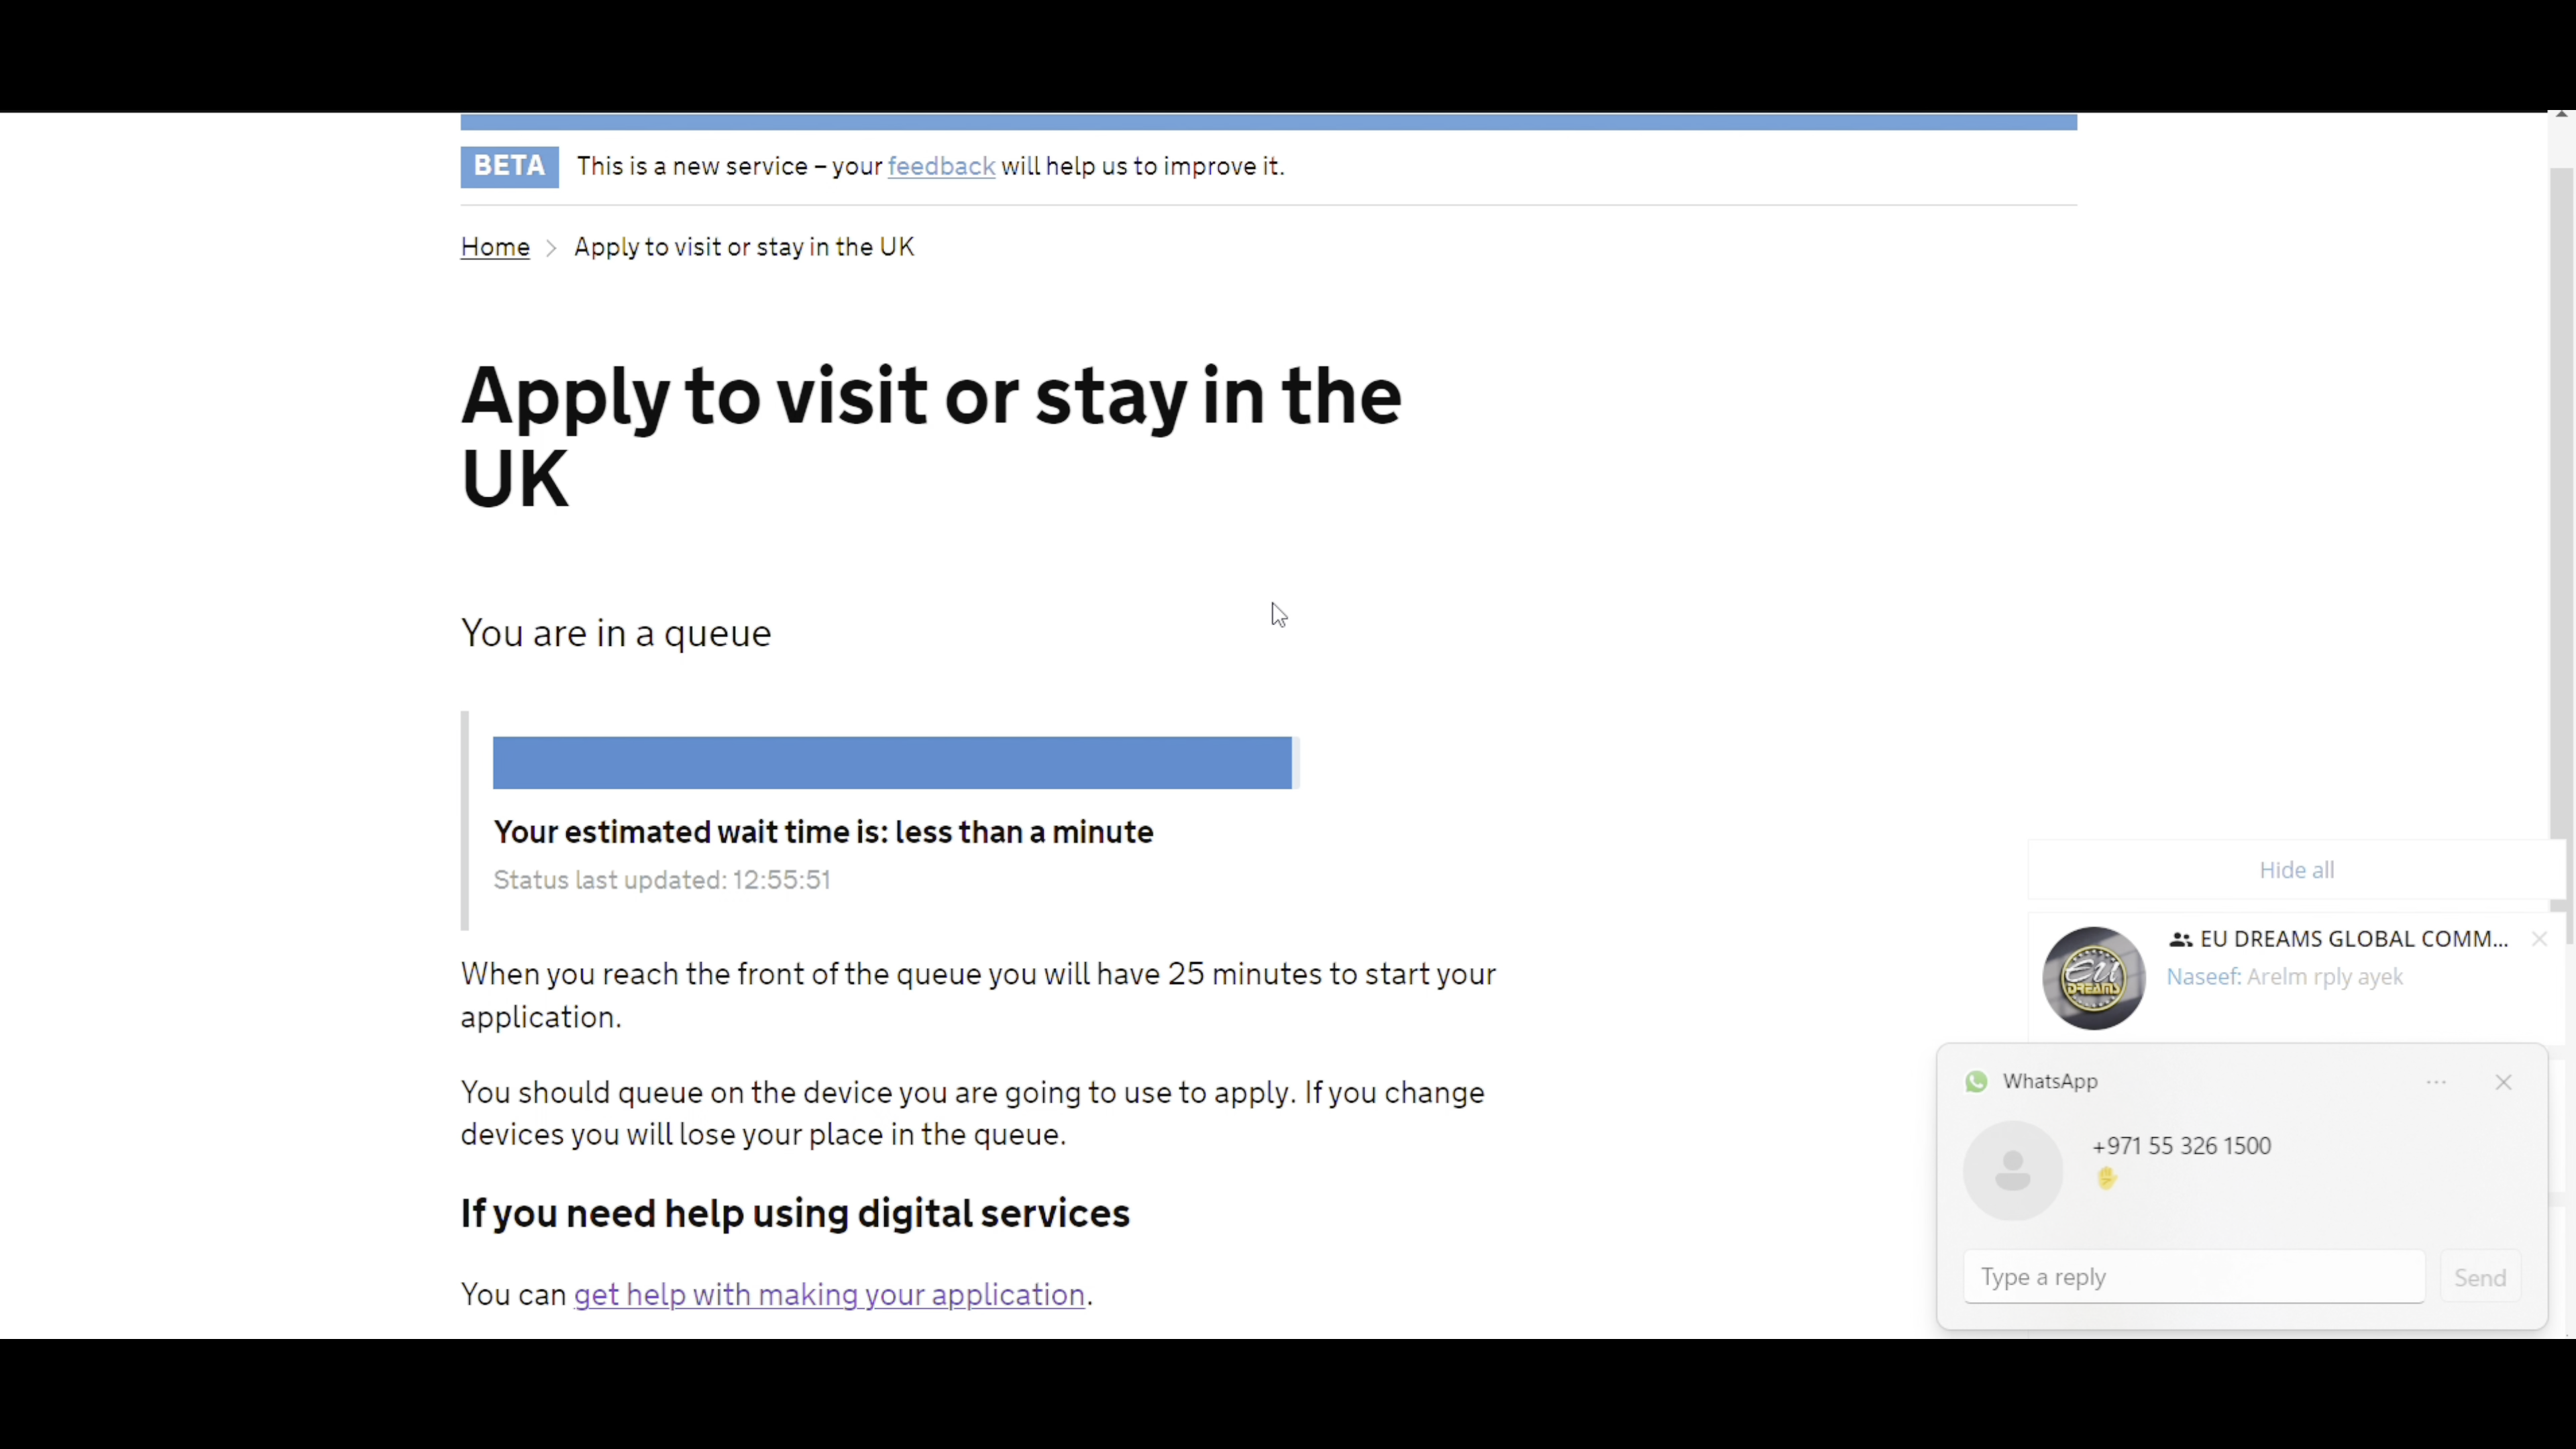 BETA This is a new service – your feedback will help us to improve it.
Home > Apply to visit or stay in the UK
Apply to visit or stay in the
UK
You are in a queue
Your estimated wait time is: less than a minute
Status last updated: 12:55:51
When you reach the front of the queue you will have 25 minutes to start your
application.
You should queue on the device you are going to use to apply. If you change
devices you will lose your place in the queue.
If you need help using digital services
You can get help with making your application.
Hide all
EU DREAMS GLOBAL COMM...
Naseef: Arelm rply ayek
EU
DREAMS
WhatsApp
+971 55 326 1500
Type a reply
Send